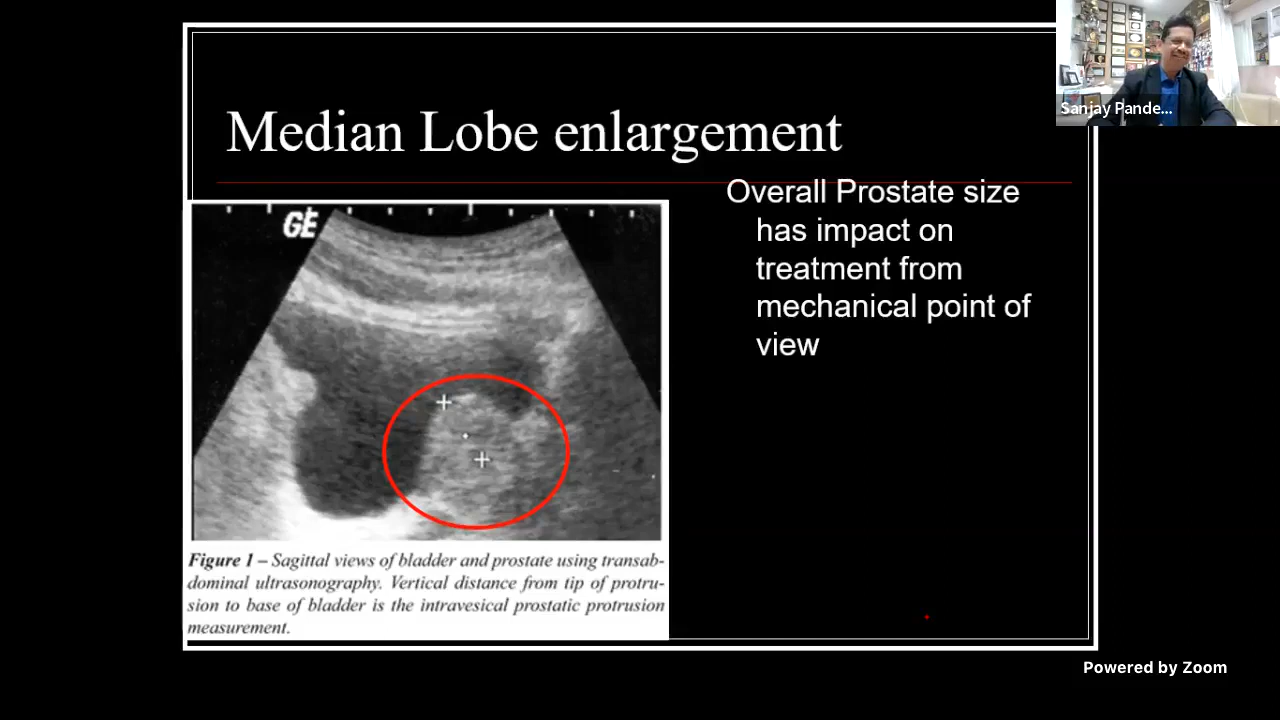 Sanjay Pande...
Median Lobe enlargement
Overall Prostate size
has impact on
treatment from
mechanical point of
view
GE
Figure 1 – Sagittal views of bladder and prostate using transab-
dominal ultrasonography. Vertical distance from tip of protru-
sion to base of bladder is the intravesical prostatic protrusion
measurement.
Powered by Zoom